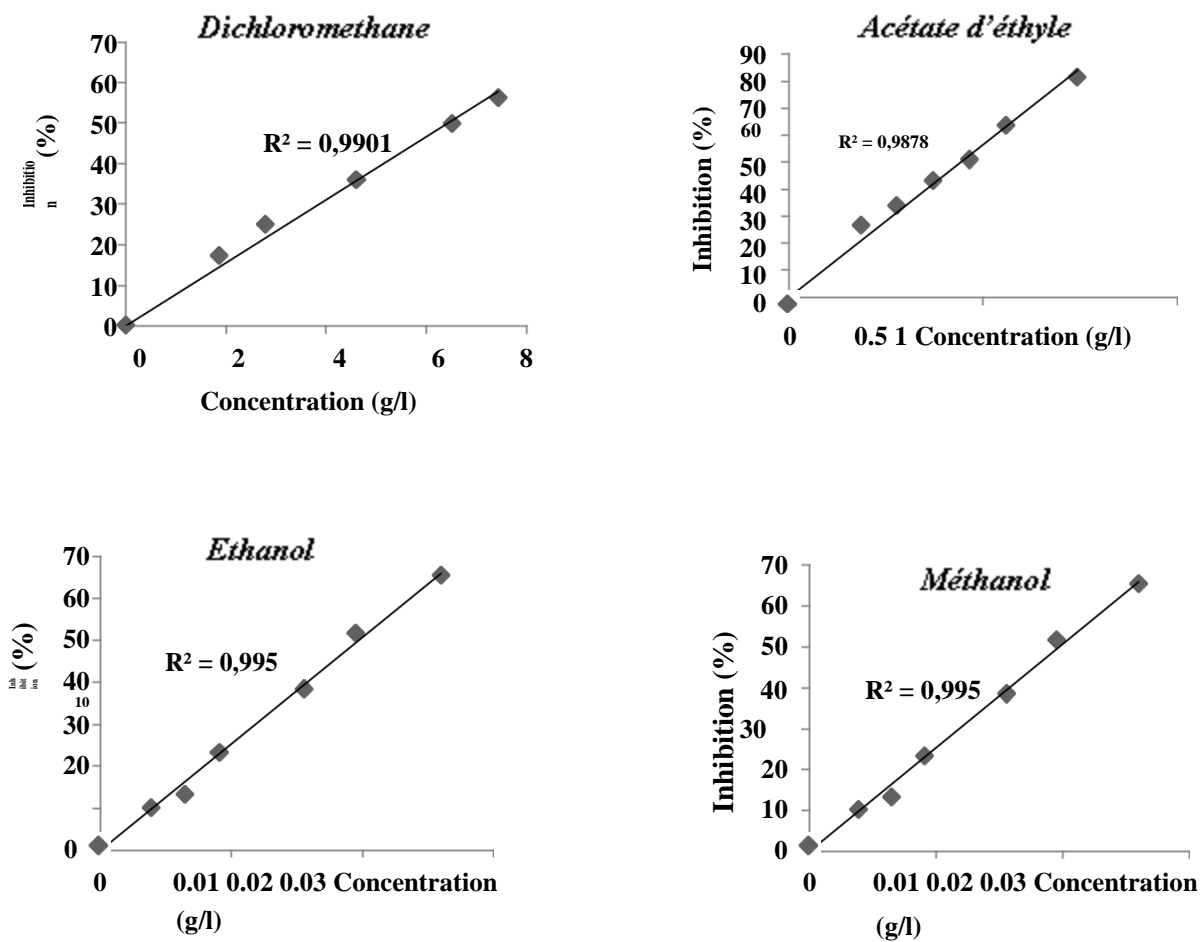 Dichloromethane
70
60
50
40
30
20
10
0
Inhibitio
n
(%)
R² = 0,9901
0 2 4 6 8
Concentration (g/l)
Acétate d'éthyle
90
80
70
60
50
40
30
20
10
0
Inhibition (%)
R² = 0,9878
0 0.5 1 Concentration (g/l)
Ethanol
70
60
50
40
10
30
20
0
Inh
ibit
ion
(%)
R² = 0,995
0 0.01 0.02 0.03 Concentration
(g/l)
Méthanol
70
60
50
40
30
20
10
0
Inhibition (%)
R² = 0,995
0 0.01 0.02 0.03 Concentration
(g/l)